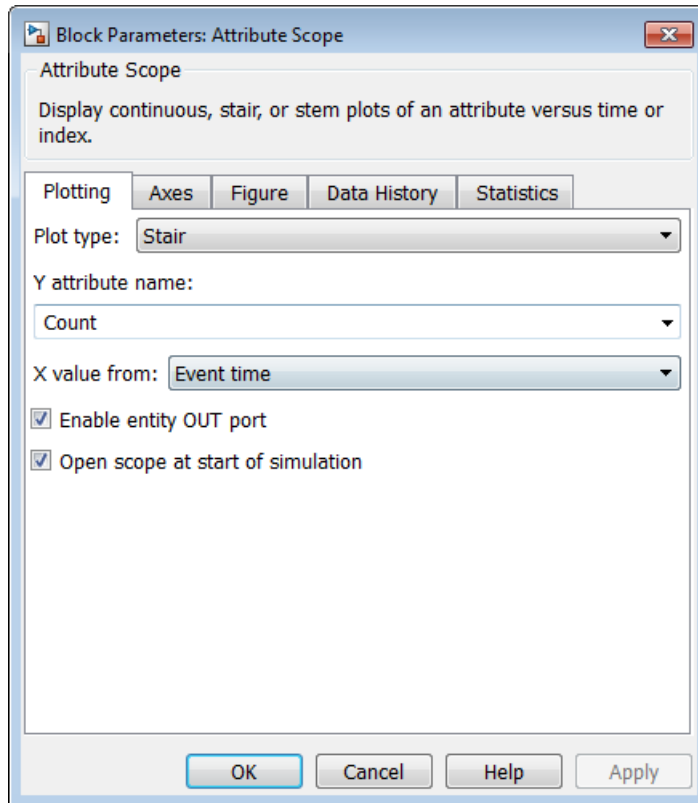 Block Parameters: Attribute Scope
Attribute Scope
Display continuous, stair, or stem plots of an attribute versus time or
index.
Plotting Axes Figure Data History Statistics
Plot type: Stair
Y attribute name:
Count
X value from: Event time
Enable entity OUT port
Open scope at start of simulation
OK Cancel Help Apply